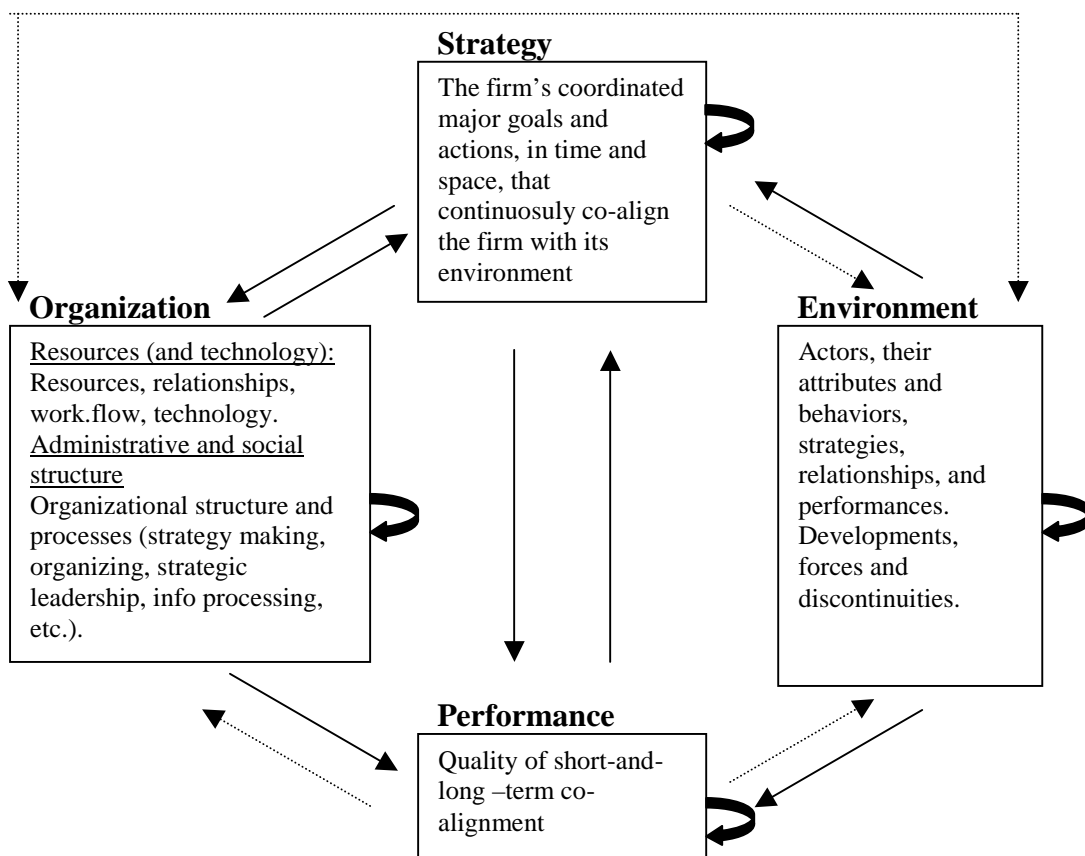 Strategy
The firm's coordinated
major goals and
actions, in time and
space, that
continuosuly co-align
the firm with its
environment
Organization
Resources (and technology):
Resources, relationships,
work.flow, technology.
Administrative and social
structure
Organizational structure and
processes (strategy making,
organizing, strategic
leadership, info processing,
etc.).
Environment
Actors, their
attributes and
behaviors,
strategies,
relationships, and
performances.
Developments,
forces and
discontinuities.
Performance
Quality of short-and-
long –term co-
alignment